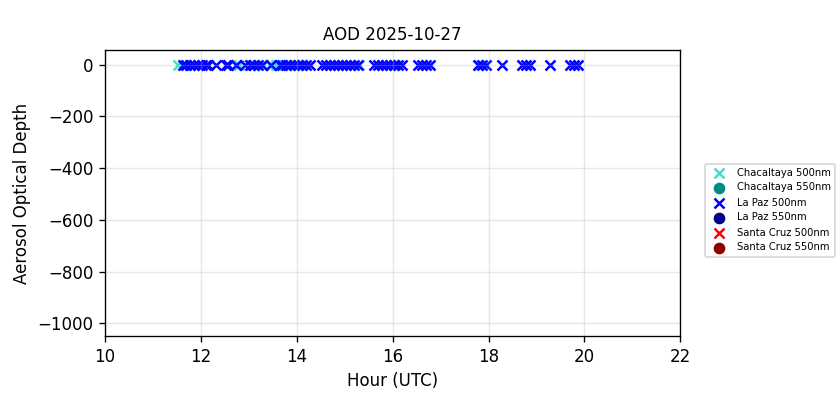 AOD 2025-10-27
0
−200
−400
−600
−800
−1000
Aerosol Optical Depth
10 12 14 16 18 20 22
Hour (UTC)
Chacaltaya 500nm
Chacaltaya 550nm
La Paz 500nm
La Paz 550nm
Santa Cruz 500nm
Santa Cruz 550nm